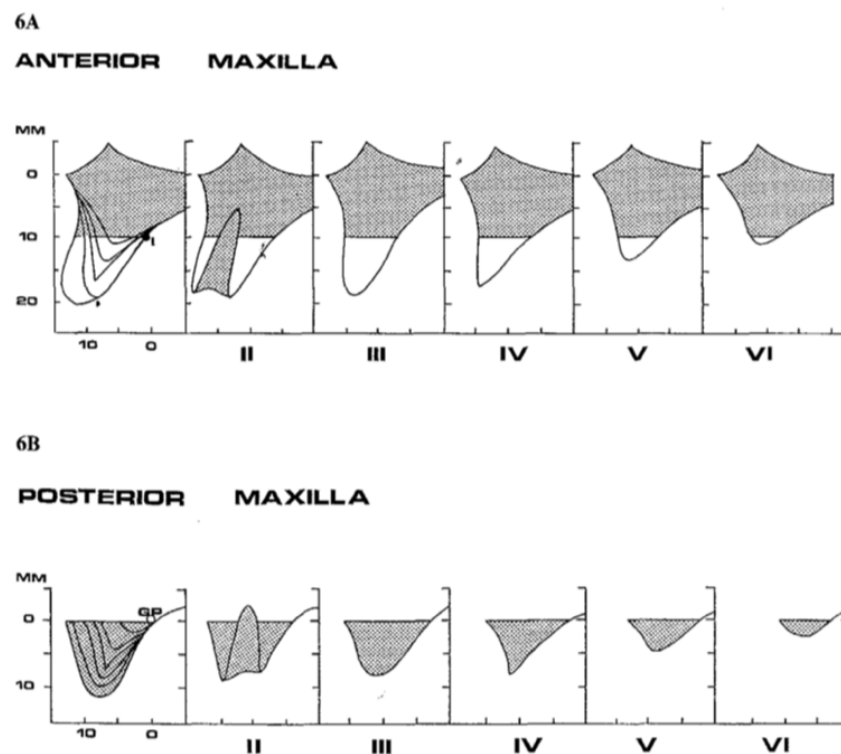 6A
ANTERIOR MAXILLA
MM
0
10
20
I
10 0
II III IV V VI
6B
POSTERIOR MAXILLA
MM
GP
0
10
10 0
II III IV V VI